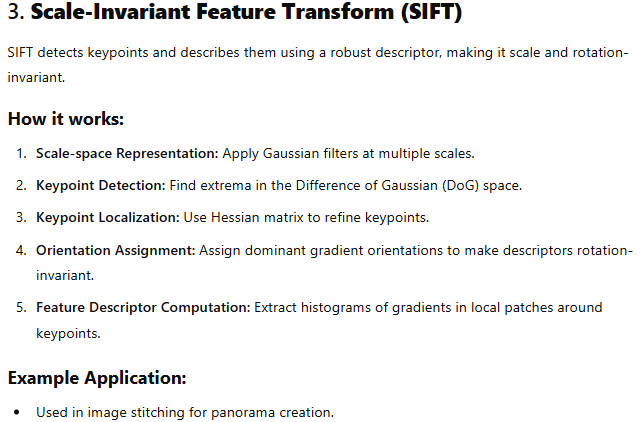 3. Scale-Invariant Feature Transform (SIFT)
SIFT detects keypoints and describes them using a robust descriptor, making it scale and rotation-
invariant.
How it works:
1. Scale-space Representation: Apply Gaussian filters at multiple scales.
2. Keypoint Detection: Find extrema in the Difference of Gaussian (DoG) space.
3. Keypoint Localization: Use Hessian matrix to refine keypoints.
4. Orientation Assignment: Assign dominant gradient orientations to make descriptors rotation-
invariant.
5. Feature Descriptor Computation: Extract histograms of gradients in local patches around
keypoints.
Example Application:
• Used in image stitching for panorama creation.